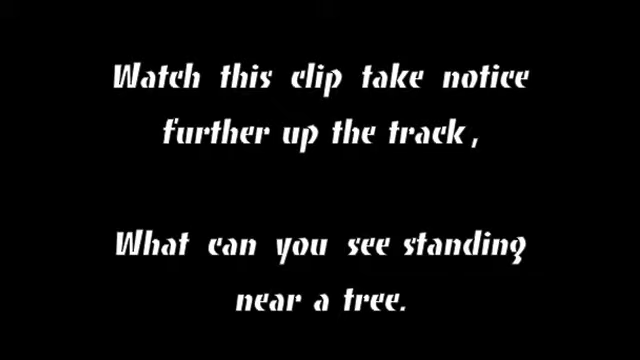 Watch this clip take notice
further up the track,
What can you see standing
near a tree.